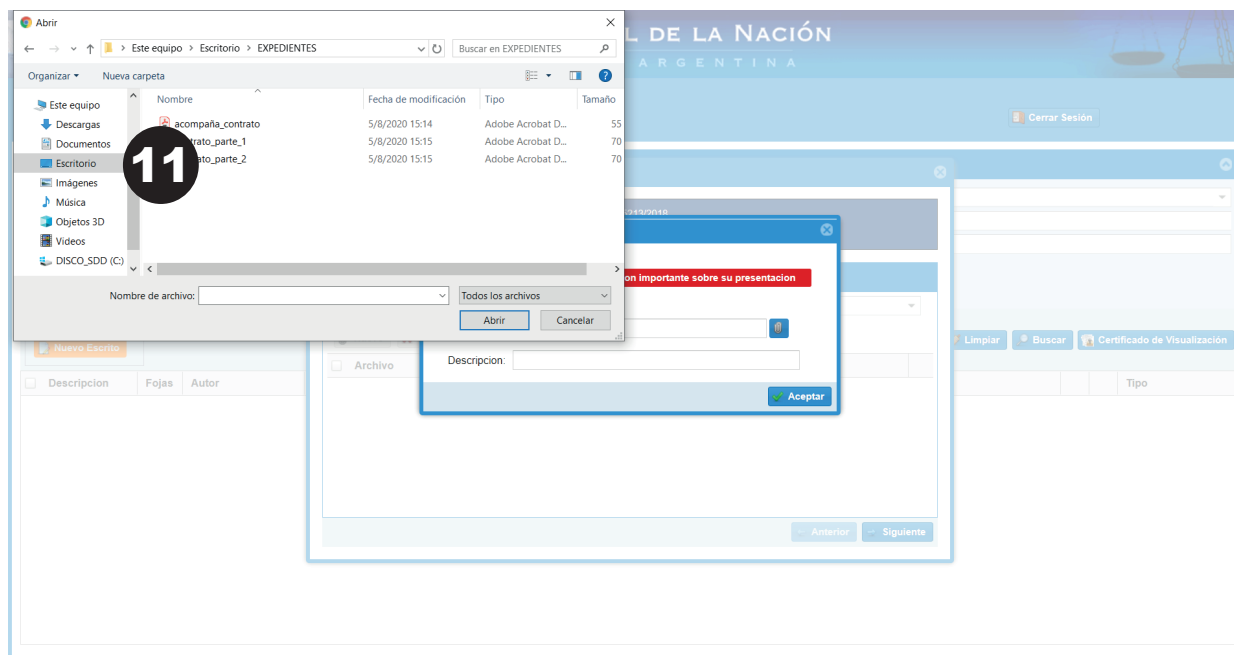 Abrir
L DE LA NACIÓN
ARGENTINA
Este equipo > Escritorio > EXPEDIENTES
Buscar en EXPEDIENTES
Organizar
Nueva carpeta
Cerrar Sesión
Nombre
Fecha de modificación
Tipo
Tamaño
Este equipo
Descargas
Documentos
Escritorio
Imágenes
Música
Objetos 3D
Videos
DISCO_SDD (C:)
acompaña_contrato 5/8/2020 15:14 Adobe Acrobat D... 55
trato_parte_1 5/8/2020 15:15 Adobe Acrobat D... 70
ato_parte_2 5/8/2020 15:15 Adobe Acrobat D... 70
11
Nombre de archivo:
Todos los archivos
Abrir
Cancelar
on importante sobre su presentacion
Descripcion:
Aceptar
Nuevo Escrito
Limpiar
Buscar
Certificado de Visualización
Archivo
Descripcion
Fojas
Autor
Tipo
Anterior
Siguiente